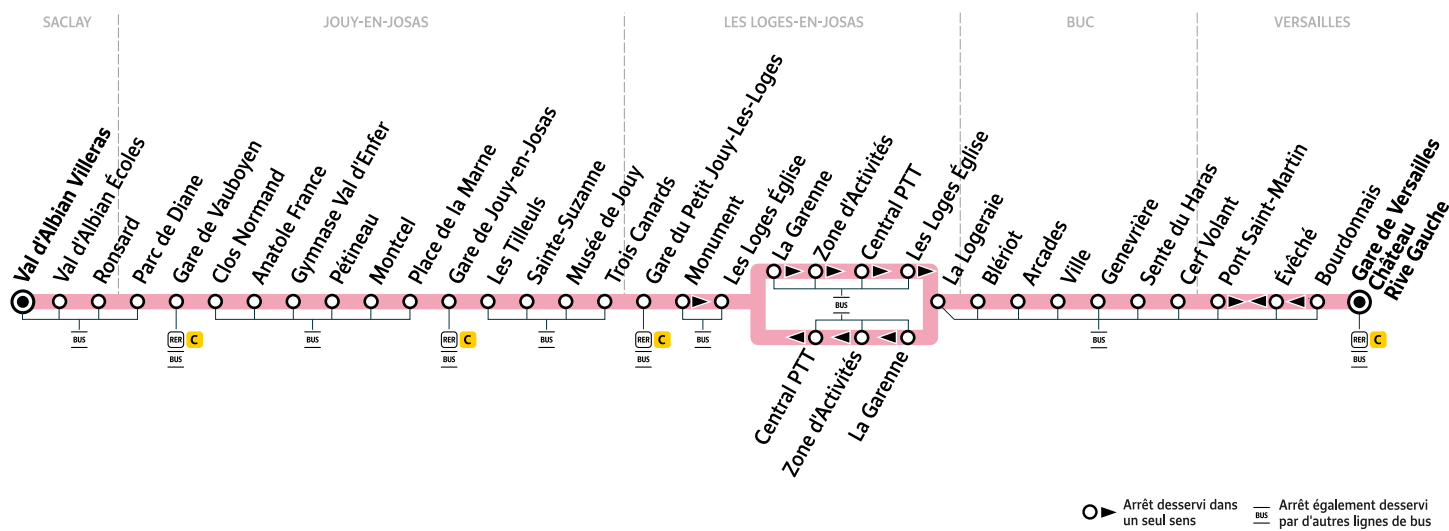 SACLAY
JOUY-EN-JOSAS
LES LOGES-EN-JOSAS
BUC
VERSAILLES
Val d'Albian Villeras
Val d'Albian Écoles
Ronsard
Parc de Diane
Gare de Vauboyen
Clos Normand
Anatole France
Gymnase Val d'Enfer
Pétineau
Montcel
Place de la Marne
Gare de Jouy-en-Josas
Les Tilleuls
Sainte-Suzanne
Musée de Jouy
Trois Canards
Gare du Petit Jouy-Les-Loges
Monument
Les Loges Église
La Garenne
Zone d'Activités
Central PTT
Les Loges Église
La Logeraie
Blériot
Arcades
Ville
Genevrière
Sente du Haras
Cerf Volant
Pont Saint-Martin
Évêché
Bourdonnais
Gare de Versailles
Château
Rive Gauche
BUS
BUS
RER C
BUS
BUS
RER C
BUS
BUS
RER C
BUS
BUS
BUS
BUS
RER C
BUS
Central PTT
Zone d'Activités
La Garenne
Arrêt desservi dans
un seul sens
BUS
Arrêt également desservi
par d'autres lignes de bus